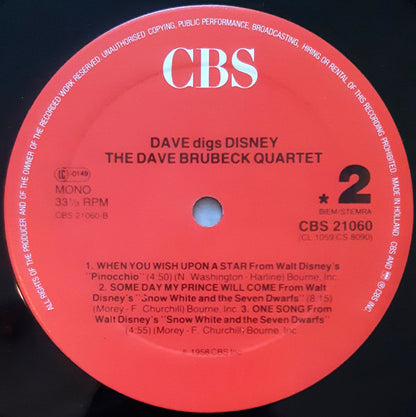 ALL RIGHTS OF THE PRODUCER AND OF THE OWNER OF THE RECORDED WORK RESERVED. UNAUTHORISED COPYING, PUBLIC PERFORMANCE, BROADCASTING, HIRING OR RENTAL OF THIS RECORDING PROHIBITED. MADE IN HOLLAND. CBS AND ® © CBS INC.
CBS
DAVE digs DISNEY
THE DAVE BRUBECK QUARTET
LC-0149
MONO
33⅓ RPM
CBS 21060-B
* 2
BIEM/STEMRA
CBS 21060
(CL 1059 CS 8090)
1. WHEN YOU WISH UPON A STAR From Walt Disney's
"Pinocchio" (4:50) (N. Washington - Harline) Bourne, Inc.
2. SOME DAY MY PRINCE WILL COME From Walt
Disney's "Snow White and the Seven Dwarfs" (8:15)
(Morey - F. Churchill) Bourne, Inc. 3. ONE SONG From
Walt Disney's "Snow White and the Seven Dwarfs"
(4:55) (Morey - F. Churchill) Bourne, Inc.
℗ 1958 CBS Inc.